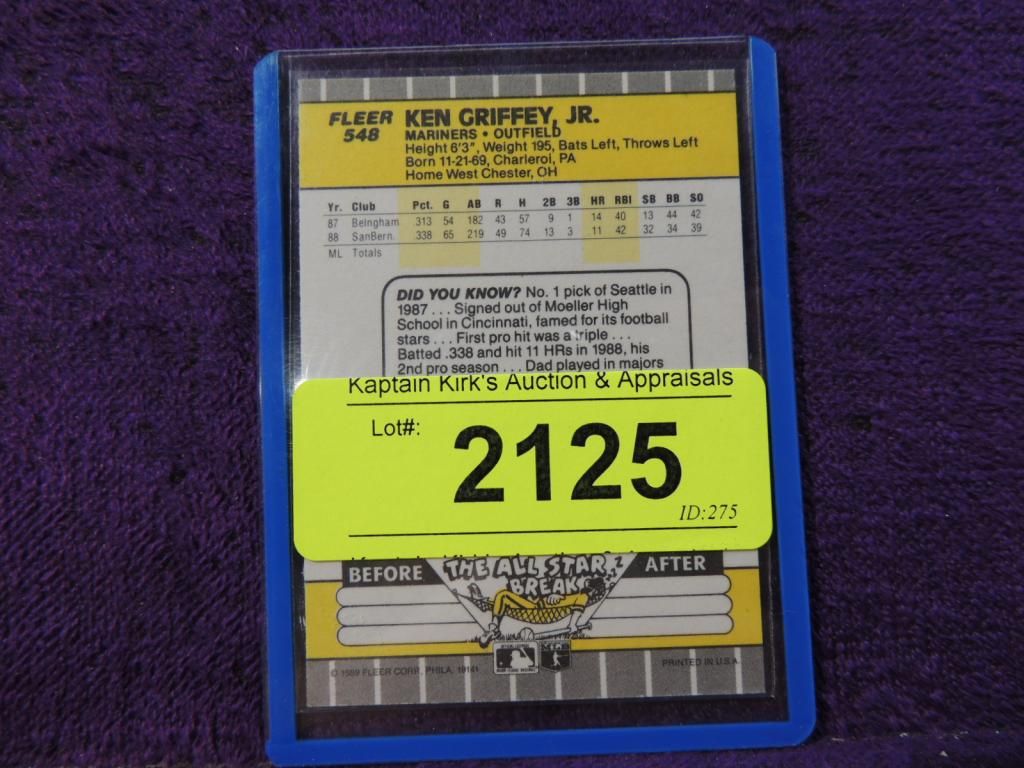 FLEER KEN GRIFFEY, JR.
548 MARINERS • OUTFIELD
Height 6'3", Weight 195, Bats Left, Throws Left
Born 11-21-69, Charleroi, PA
Home West Chester, OH
Yr. Club Pct. G AB R H 2B 3B HR RBI SB BB SO
87 Belngham .313 54 182 43 57 9 1 14 40 13 44 42
88 SanBern. .338 65 219 49 74 13 3 11 42 32 34 39
ML Totals
DID YOU KNOW? No. 1 pick of Seattle in
1987 . . . Signed out of Moeller High
School in Cincinnati, famed for its football
stars . . . First pro hit was a triple . . .
Batted .338 and hit 11 HRs in 1988, his
2nd pro season . . . Dad played in majors
Kaptain Kirk's Auction & Appraisals
Lot#: 2125
ID:275
BEFORE THE ALL STAR BREAK AFTER
© 1989 FLEER CORP., PHILA. 19141 PRINTED IN U.S.A.